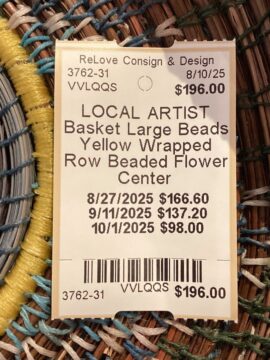 ReLove Consign & Design
3762-31 8/10/25
VVLQQS $196.00
LOCAL ARTIST
Basket Large Beads
Yellow Wrapped
Row Beaded Flower
Center
8/27/2025 $166.60
9/11/2025 $137.20
10/1/2025 $98.00
3762-31 VVLQQS $196.00